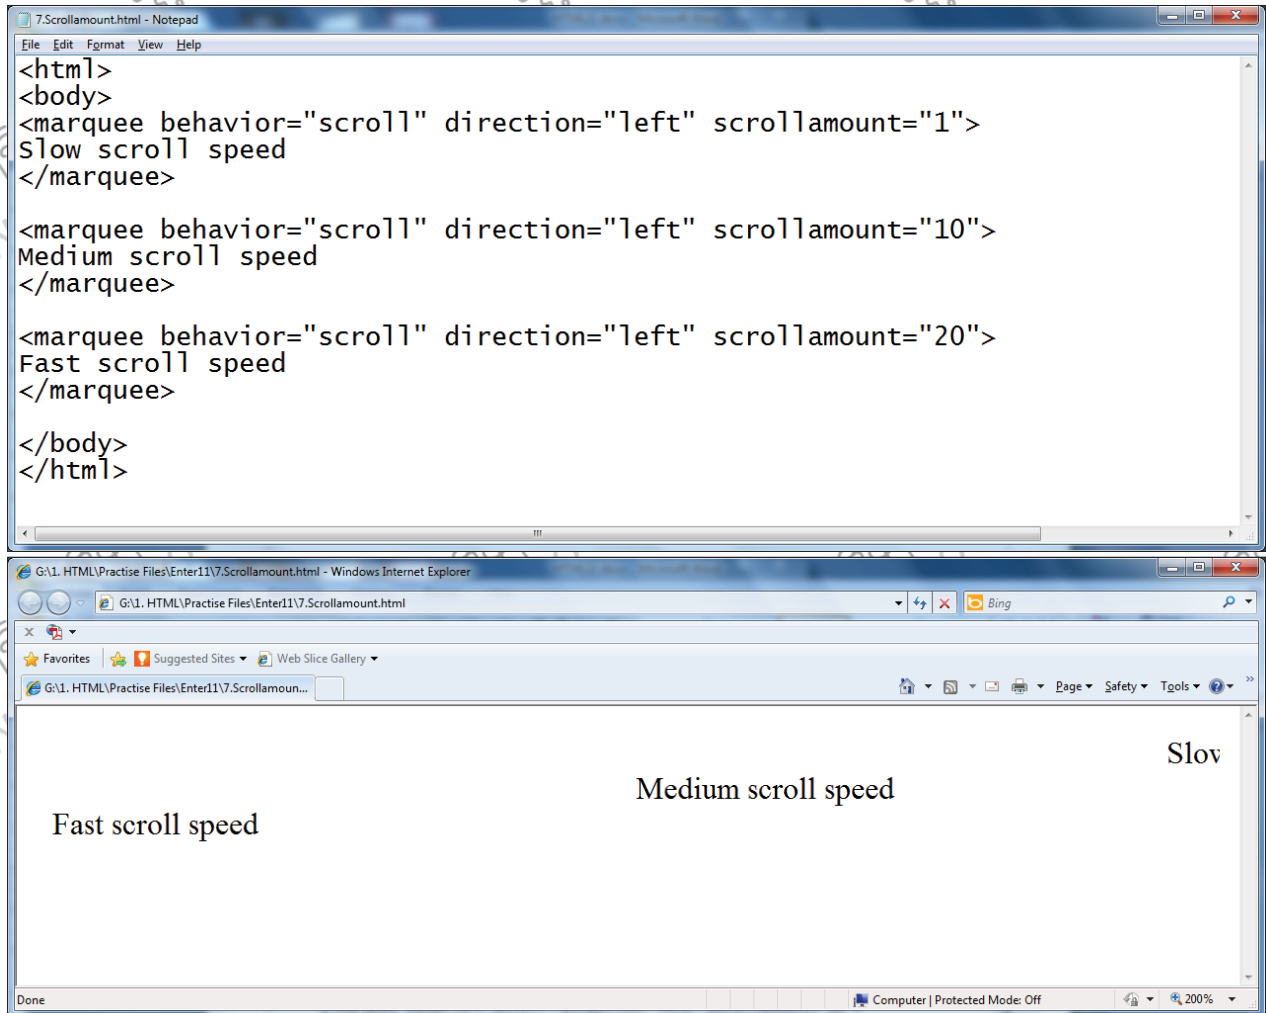 7.Scrollamount.html - Notepad
File Edit Format View Help
<html>
<body>
<marquee behavior="scroll" direction="left" scrollamount="1">
Slow scroll speed
</marquee>
<marquee behavior="scroll" direction="left" scrollamount="10">
Medium scroll speed
</marquee>
<marquee behavior="scroll" direction="left" scrollamount="20">
Fast scroll speed
</marquee>
</body>
</html>
G:\1. HTML\Practise Files\Enter11\7.Scrollamount.html - Windows Internet Explorer
G:\1. HTML\Practise Files\Enter11\7.Scrollamount.html Bing
x
Favorites Suggested Sites Web Slice Gallery
G:\1. HTML\Practise Files\Enter11\7.Scrollamoun... Page Safety Tools
Slow
Medium scroll speed
Fast scroll speed
Done Computer | Protected Mode: Off 200%